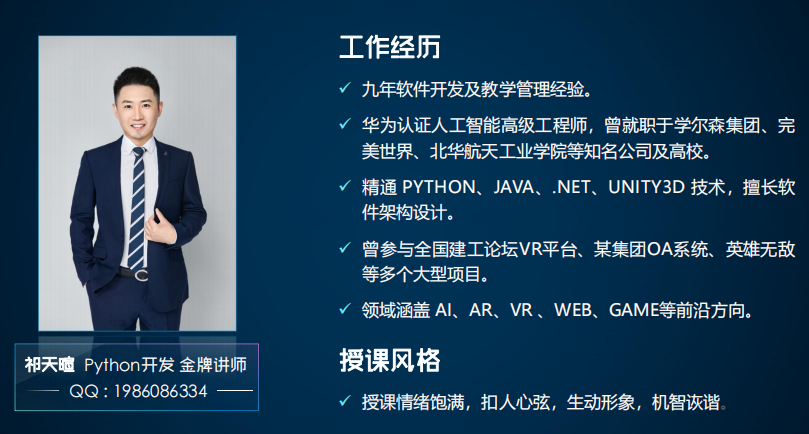 工作经历
✓ 九年软件开发及教学管理经验。
✓ 华为认证人工智能高级工程师，曾就职于学尔森集团、完
美世界、北华航天工业学院等知名公司及高校。
✓ 精通 PYTHON、JAVA、.NET、UNITY3D 技术，擅长软
件架构设计。
✓ 曾参与全国建工论坛VR平台、某集团OA系统、英雄无敌
等多个大型项目。
✓ 领域涵盖 AI、AR、VR 、WEB、GAME等前沿方向。
祁天暄 Python开发 金牌讲师
QQ : 1986086334
授课风格
✓ 授课情绪饱满，扣人心弦，生动形象，机智诙谐。